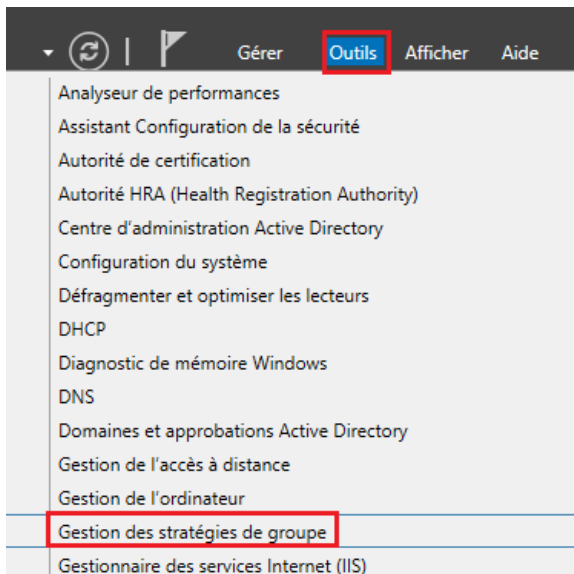 Gérer Outils Afficher Aide
Analyseur de performances
Assistant Configuration de la sécurité
Autorité de certification
Autorité HRA (Health Registration Authority)
Centre d'administration Active Directory
Configuration du système
Défragmenter et optimiser les lecteurs
DHCP
Diagnostic de mémoire Windows
DNS
Domaines et approbations Active Directory
Gestion de l'accès à distance
Gestion de l'ordinateur
Gestion des stratégies de groupe
Gestionnaire des services Internet (IIS)